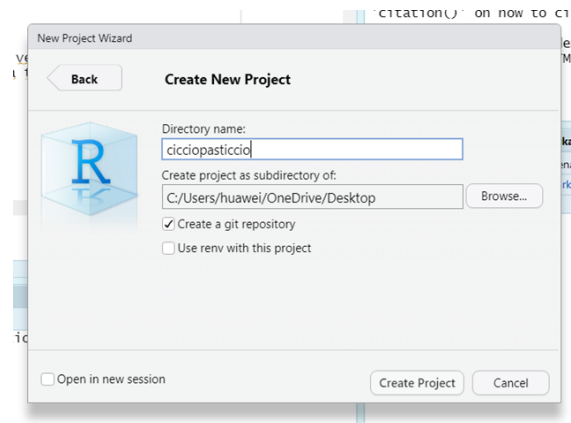 `citation()' on how to ci
New Project Wizard
Back
Create New Project
R
Directory name:
cicciopasticcio
Create project as subdirectory of:
C:/Users/huawei/OneDrive/Desktop
Browse...
Create a git repository
Use renv with this project
Open in new session
Create Project
Cancel